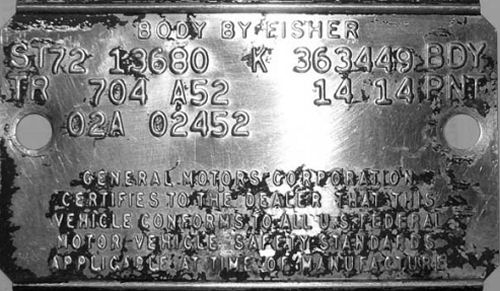 BODY BY FISHER
ST72 13680 K 363449 BDY
TR 704 A52 14 14 PNT
02A 02452
GENERAL MOTORS CORPORATION
CERTIFIES TO THE DEALER THAT THIS
VEHICLE CONFORMS TO ALL U.S. FEDERAL
MOTOR VEHICLE SAFETY STANDARDS
APPLICABLE AT TIME OF MANUFACTURE